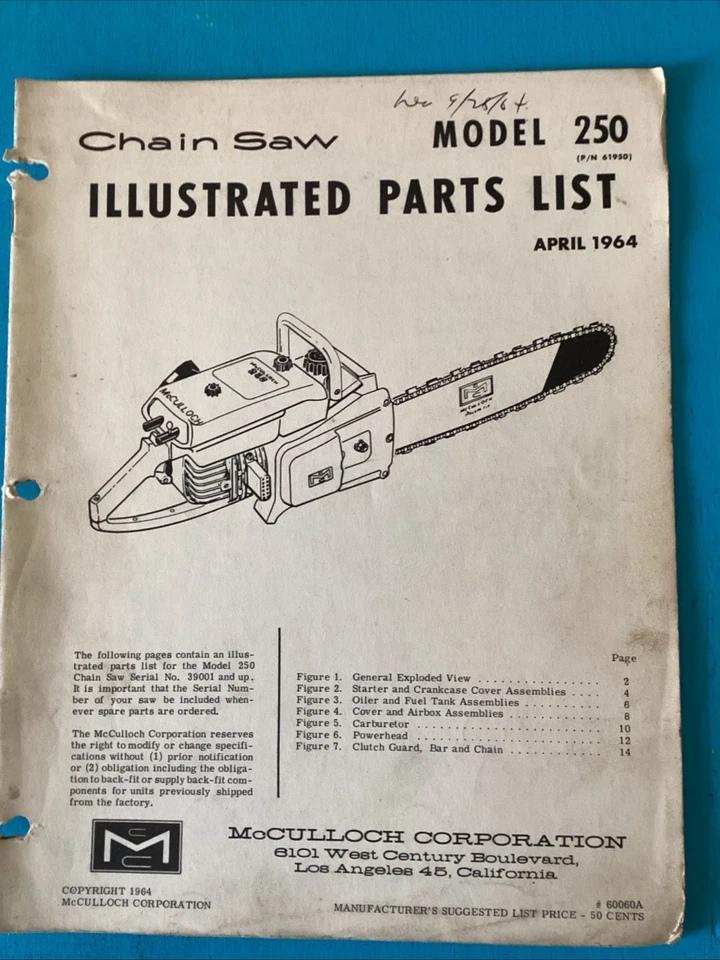 9/28/64
Chain Saw MODEL 250
(P/N 61950)
ILLUSTRATED PARTS LIST
APRIL 1964
McCULLOCH
The following pages contain an illus-
trated parts list for the Model 250
Chain Saw Serial No. 39001 and up.
It is important that the Serial Num-
ber of your saw be included when-
ever spare parts are ordered.
The McCulloch Corporation reserves
the right to modify or change specifi-
cations without (1) prior notification
or (2) obligation including the obliga-
tion to back-fit or supply back-fit com-
ponents for units previously shipped
from the factory.
Page
Figure 1. General Exploded View . . . . . . . . . . . . . . . . 2
Figure 2. Starter and Crankcase Cover Assemblies . . . . 4
Figure 3. Oiler and Fuel Tank Assemblies . . . . . . . . . . 6
Figure 4. Cover and Airbox Assemblies . . . . . . . . . . . . 8
Figure 5. Carburetor . . . . . . . . . . . . . . . . . . . . . . . . 10
Figure 6. Powerhead . . . . . . . . . . . . . . . . . . . . . . . . 12
Figure 7. Clutch Guard, Bar and Chain . . . . . . . . . . . . 14
McCULLOCH CORPORATION
6101 West Century Boulevard,
Los Angeles 45, California
COPYRIGHT 1964
McCULLOCH CORPORATION
# 60060A
MANUFACTURER'S SUGGESTED LIST PRICE - 50 CENTS